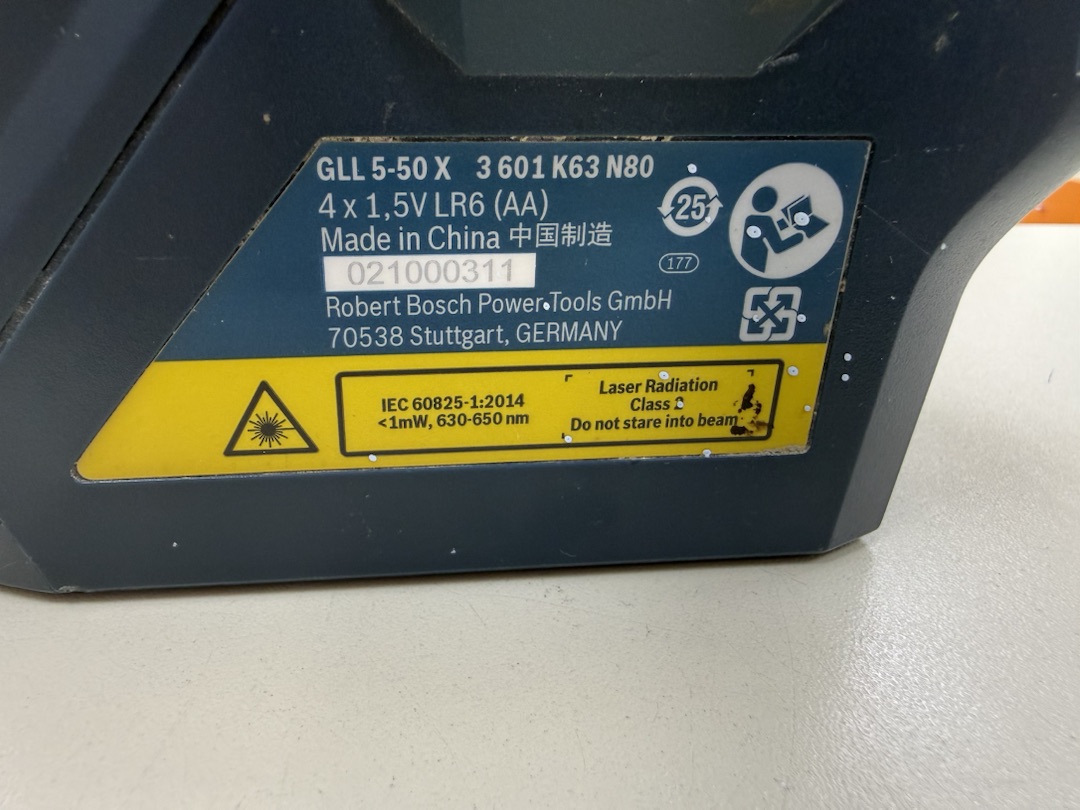 GLL 5-50 X 3 601 K63 N80
4 x 1,5V LR6 (AA)
Made in China 中国制造
021000311
Robert Bosch Power Tools GmbH
70538 Stuttgart, GERMANY
25
177
IEC 60825-1:2014
<1mW, 630-650 nm
Laser Radiation
Class 2
Do not stare into beam